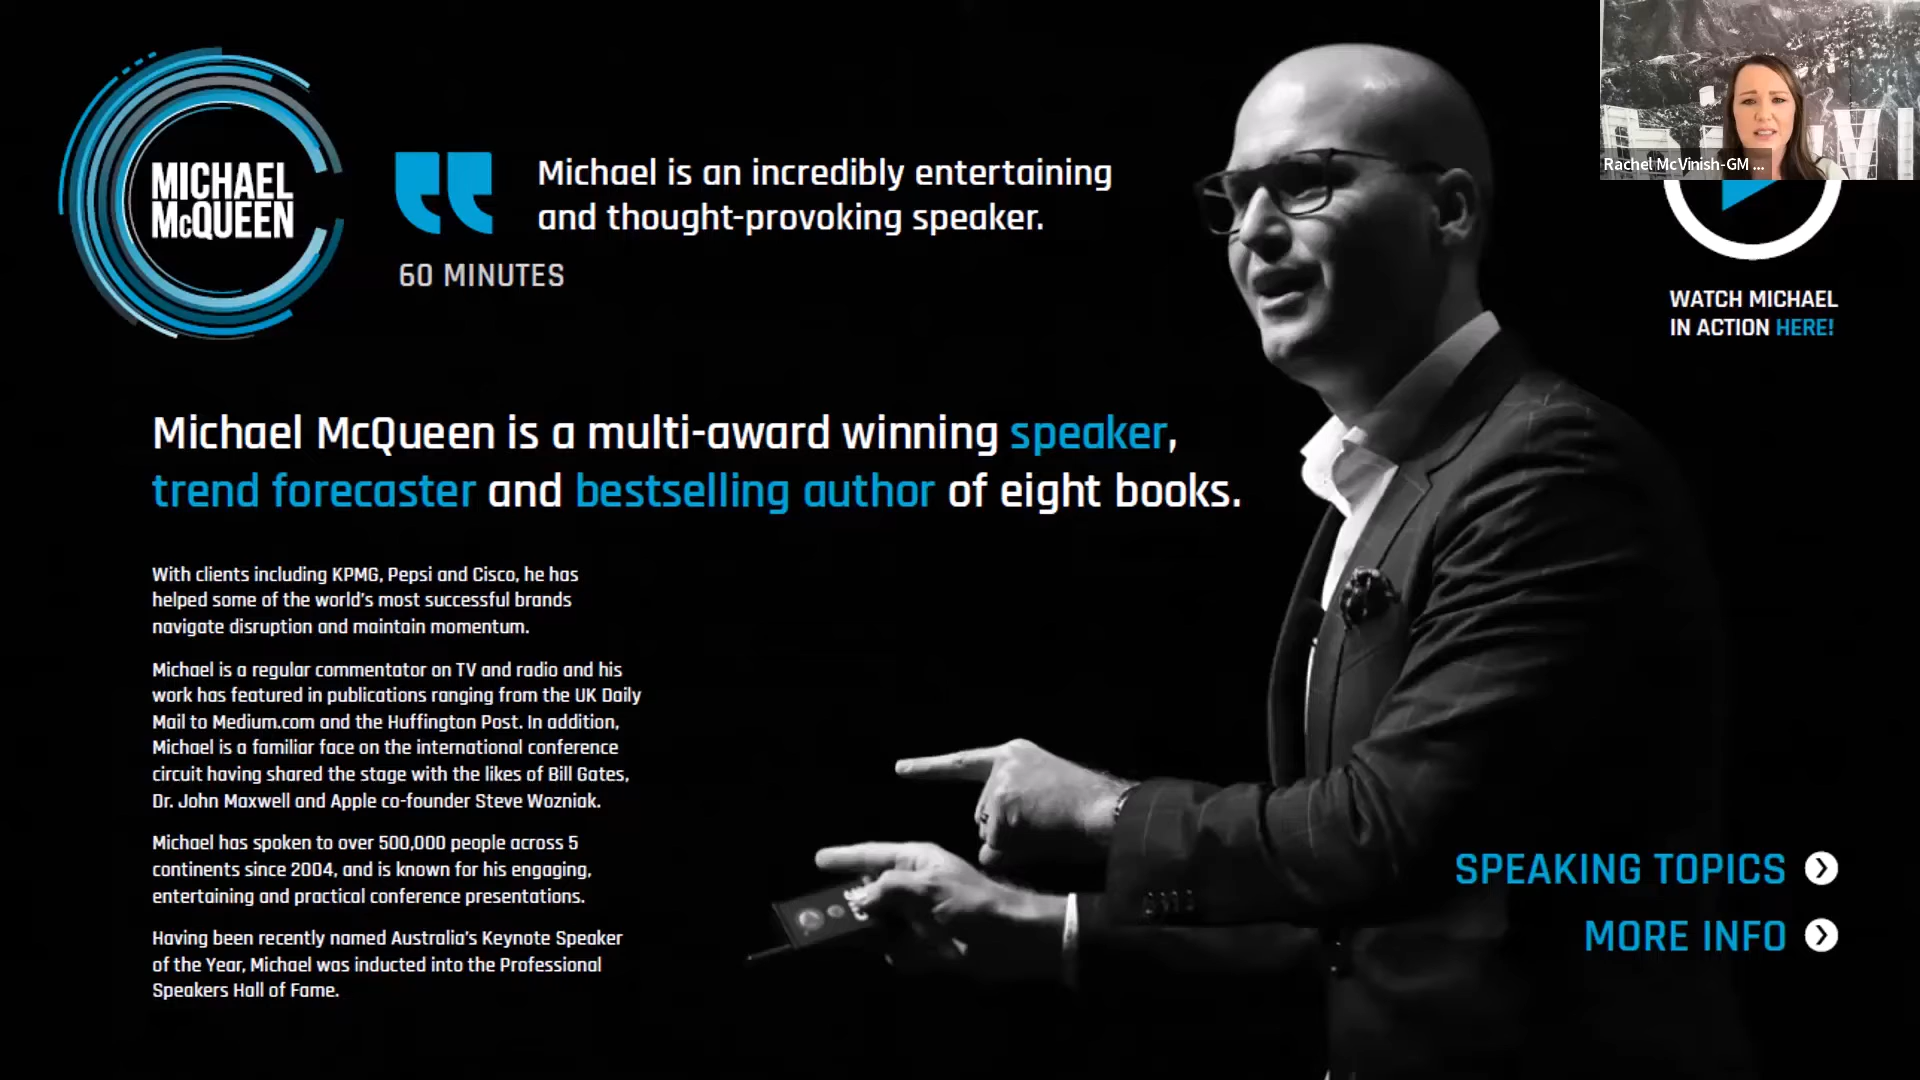 MICHAEL
McQUEEN
Michael is an incredibly entertaining
and thought-provoking speaker.
60 MINUTES
Rachel McVinish-GM ...
WATCH MICHAEL
IN ACTION HERE!
Michael McQueen is a multi-award winning speaker,
trend forecaster and bestselling author of eight books.
With clients including KPMG, Pepsi and Cisco, he has
helped some of the world's most successful brands
navigate disruption and maintain momentum.
Michael is a regular commentator on TV and radio and his
work has featured in publications ranging from the UK Daily
Mail to Medium.com and the Huffington Post. In addition,
Michael is a familiar face on the international conference
circuit having shared the stage with the likes of Bill Gates,
Dr. John Maxwell and Apple co-founder Steve Wozniak.
Michael has spoken to over 500,000 people across 5
continents since 2004, and is known for his engaging,
entertaining and practical conference presentations.
Having been recently named Australia's Keynote Speaker
of the Year, Michael was inducted into the Professional
Speakers Hall of Fame.
SPEAKING TOPICS
MORE INFO